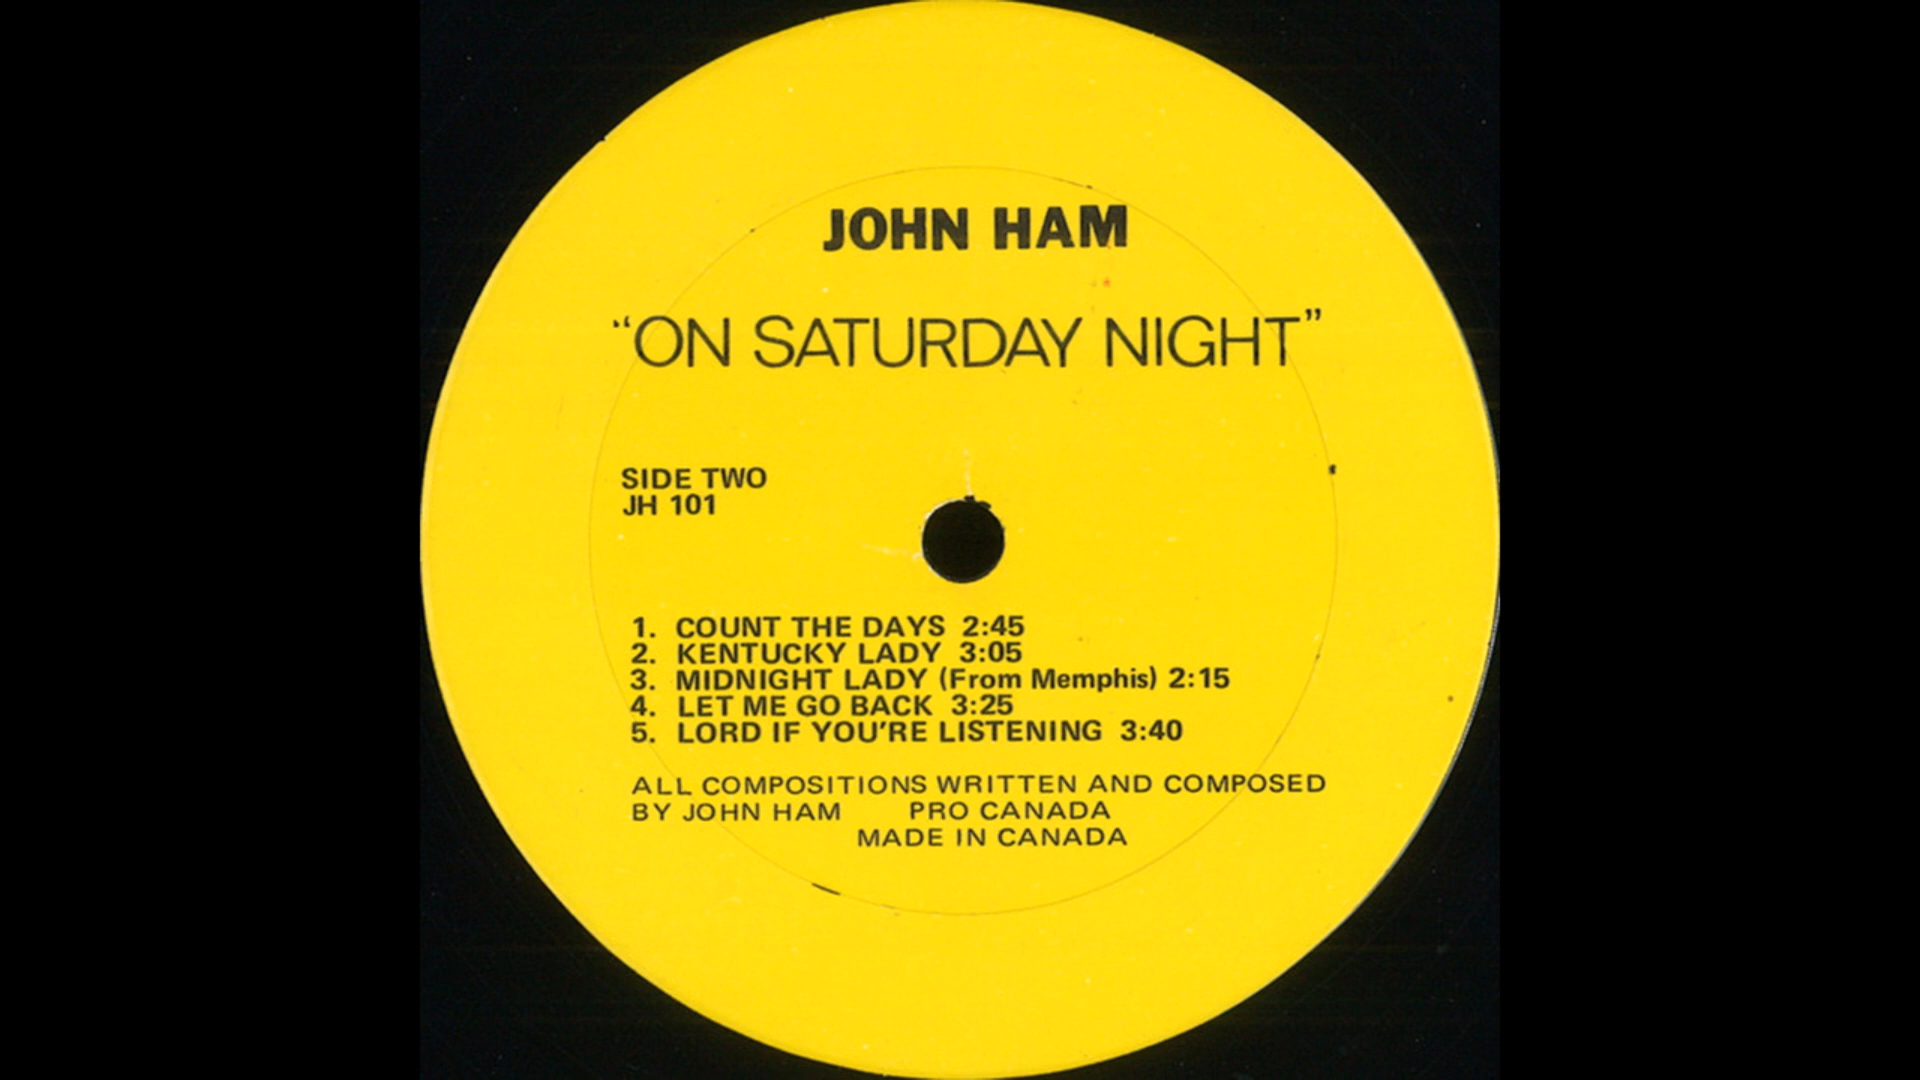 JOHN HAM
“ON SATURDAY NIGHT”
SIDE TWO
JH 101
1. COUNT THE DAYS 2:45
2. KENTUCKY LADY 3:05
3. MIDNIGHT LADY (From Memphis) 2:15
4. LET ME GO BACK 3:25
5. LORD IF YOU’RE LISTENING 3:40
ALL COMPOSITIONS WRITTEN AND COMPOSED
BY JOHN HAM PRO CANADA
MADE IN CANADA